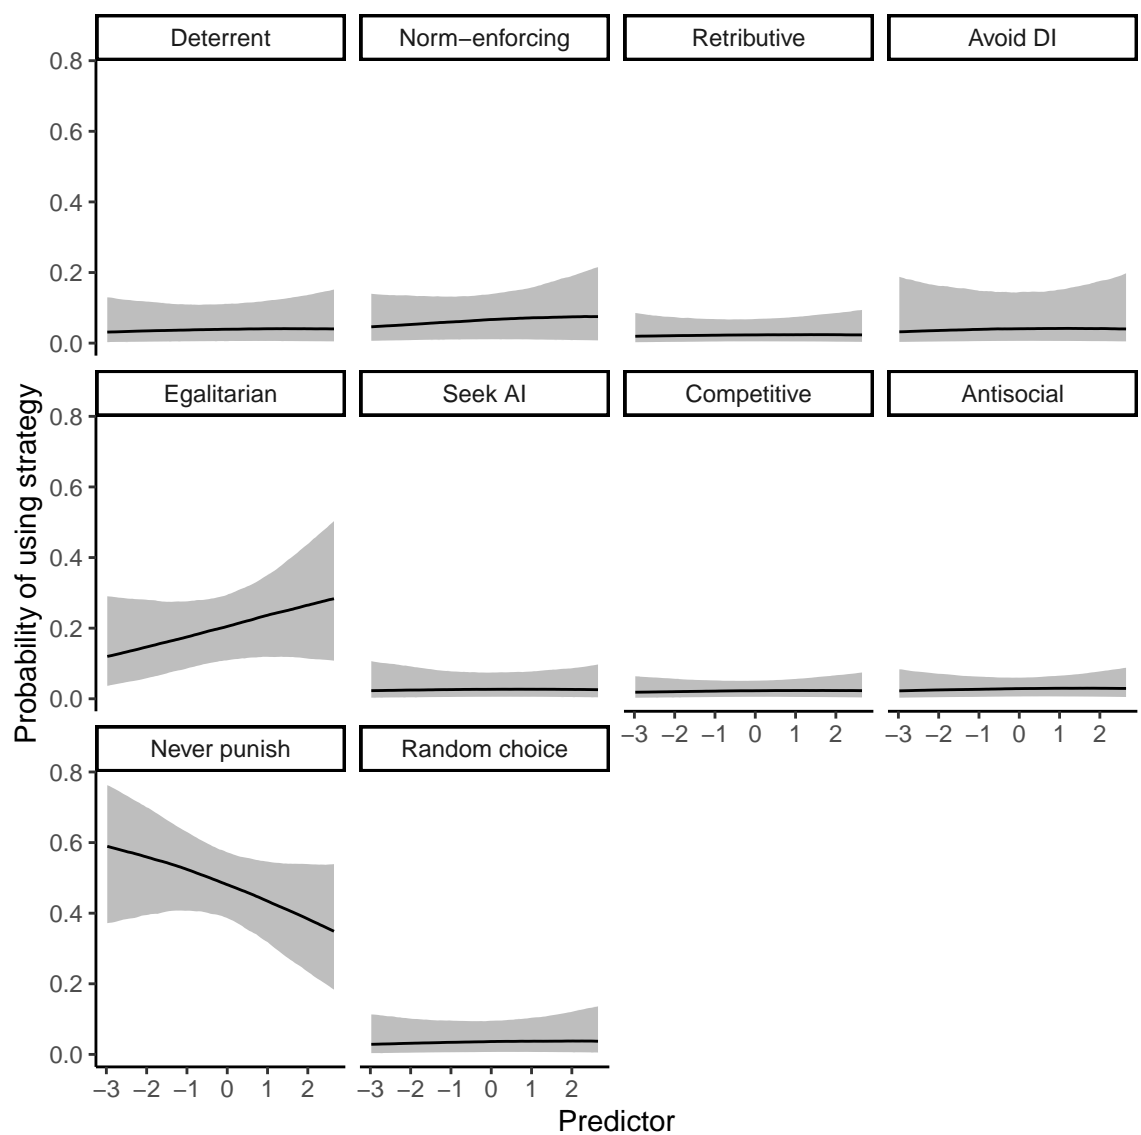 Deterrent Norm−enforcing Retributive Avoid DI
0.8
0.6
0.4
0.2
0.0
Egalitarian Seek AI Competitive Antisocial
0.8
0.6
0.4
0.2
0.0
−3 −2 −1 0 1 2 −3 −2 −1 0 1 2
Never punish Random choice
0.8
0.6
0.4
0.2
0.0
−3 −2 −1 0 1 2 −3 −2 −1 0 1 2
Predictor
Probability of using strategy